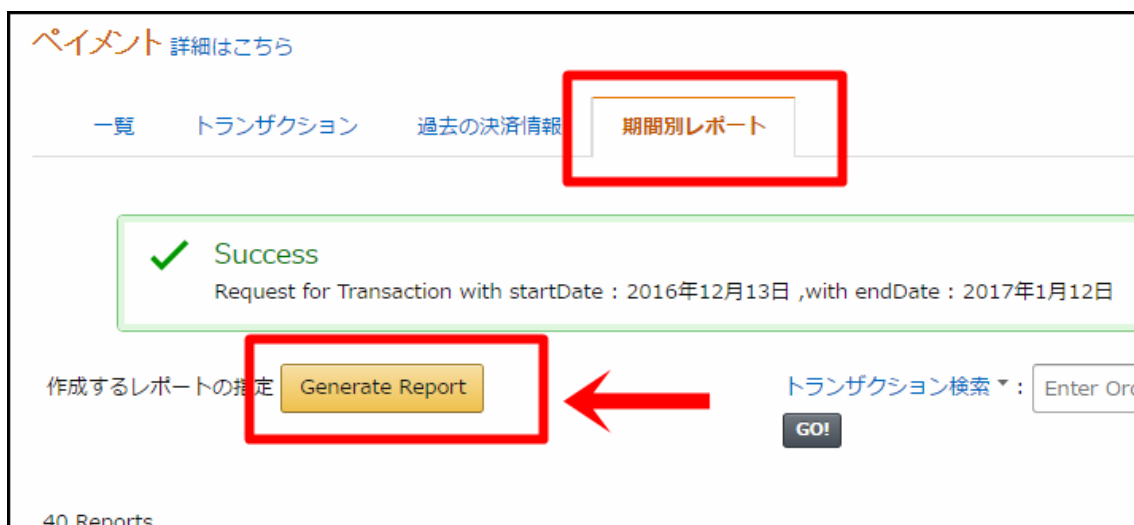 ペイメント 詳細はこちら
一覧 トランザクション 過去の決済情報 期間別レポート
Success
Request for Transaction with startDate : 2016年12月13日 ,with endDate : 2017年1月12日
作成するレポートの指定 Generate Report トランザクション検索 : Enter Ord
GO!
40 Reports